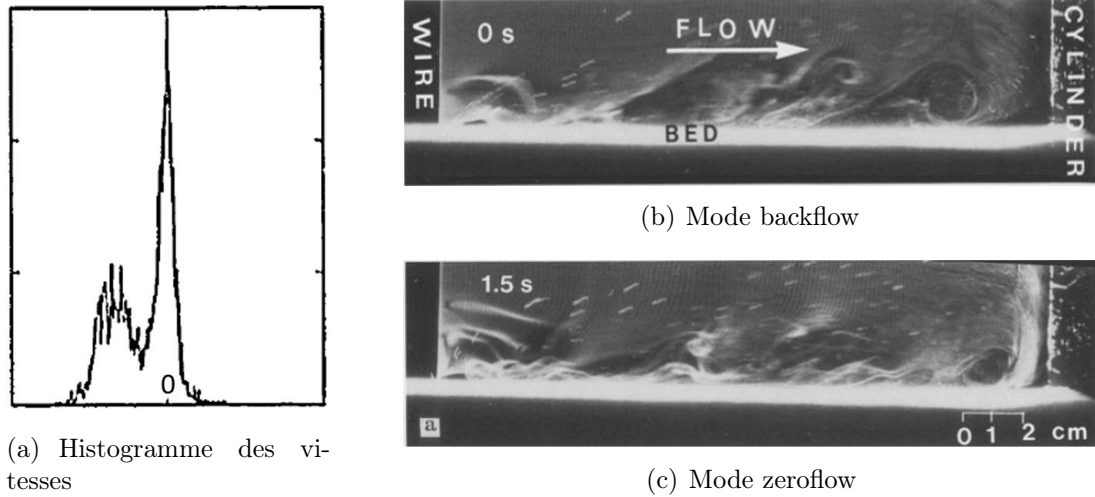 0
(a) Histogramme des vi-
tesses
WIRE
0 s
FLOW
BED
CYLINDER
(b) Mode backflow
1.5 s
a
0 1 2 cm
(c) Mode zeroflow